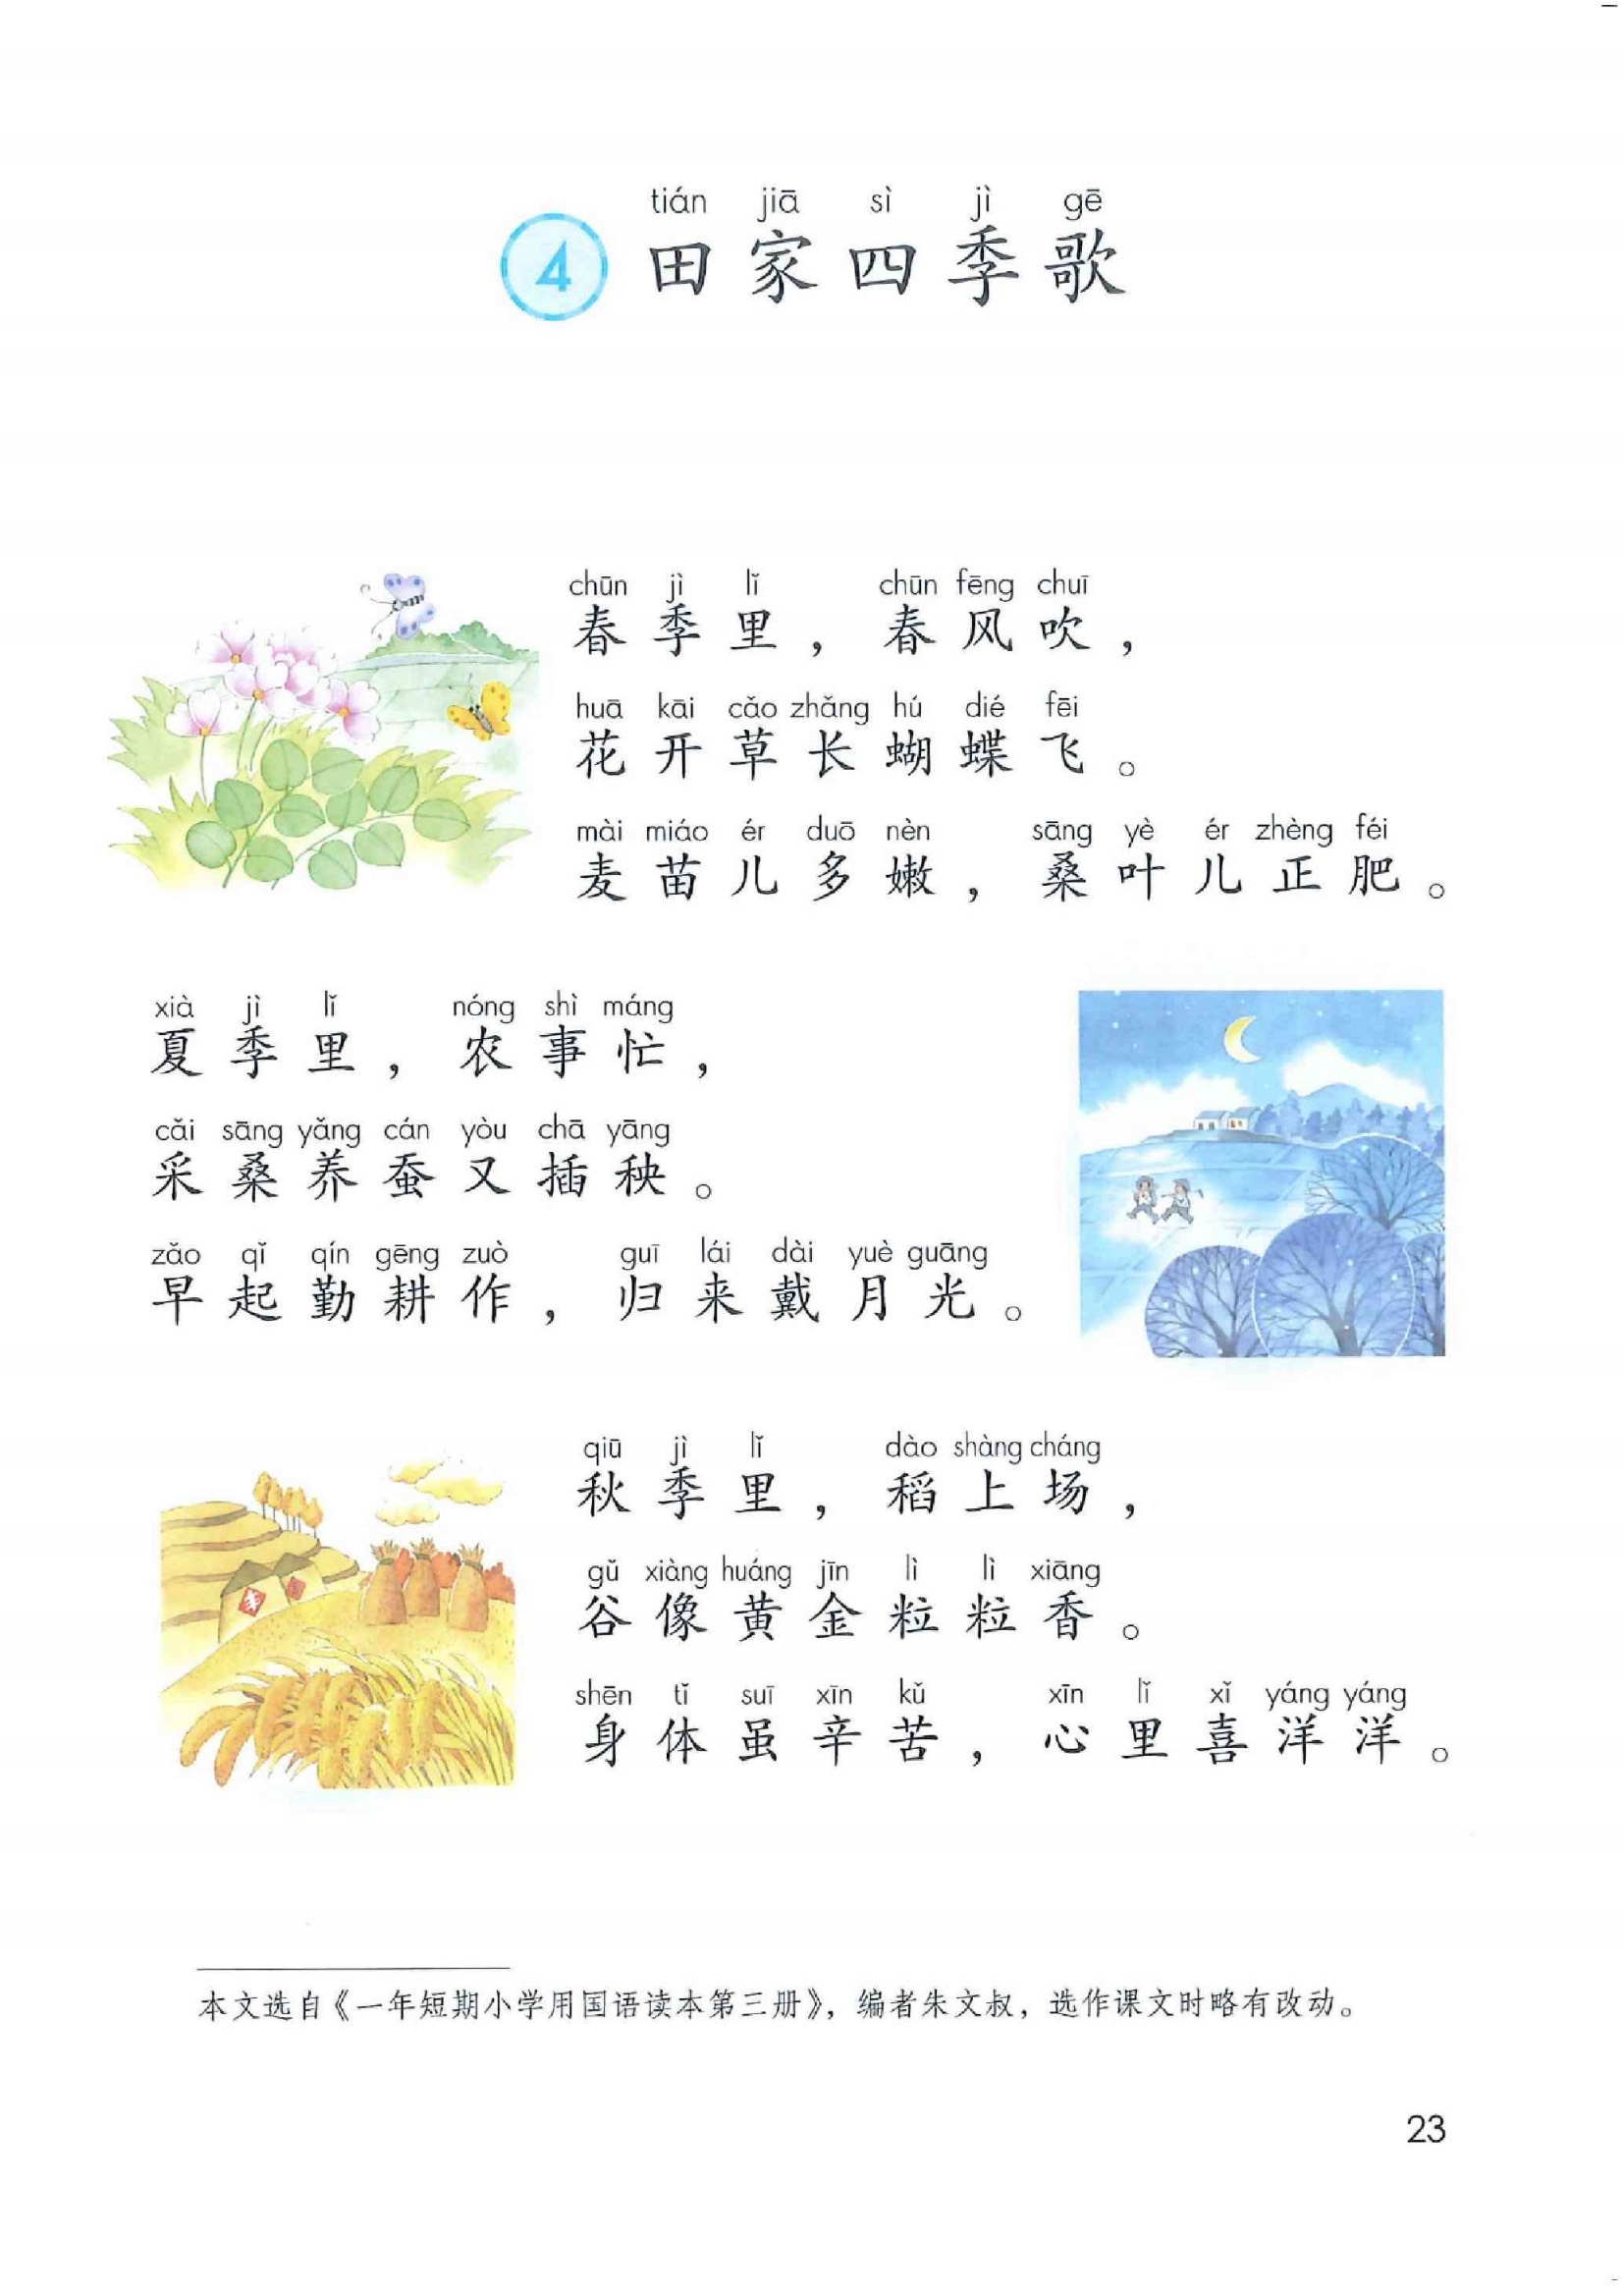 tián jiā sì jì gē
4 田家四季歌
chūn jì lǐ chūn fēng chuī
春季里，春风吹，
huā kāi cǎo zhǎng hú dié fēi
花开草长蝴蝶飞。
mài miáo ér duō nèn sāng yè ér zhèng féi
麦苗儿多嫩，桑叶儿正肥。
xià jì lǐ nóng shì máng
夏季里，农事忙，
cǎi sāng yǎng cán yòu chā yāng
采桑养蚕又插秧。
zǎo qǐ qín gēng zuò guī lái dài yuè guāng
早起勤耕作，归来戴月光。
qiū jì lǐ dào shàng cháng
秋季里，稻上场，
gǔ xiàng huáng jīn lì lì xiāng
谷像黄金粒粒香。
shēn tǐ suī xīn kǔ xīn lǐ xǐ yáng yáng
身体虽辛苦，心里喜洋洋。
本文选自《一年短期小学用国语读本第三册》，编者朱文叔，选作课文时略有改动。
23